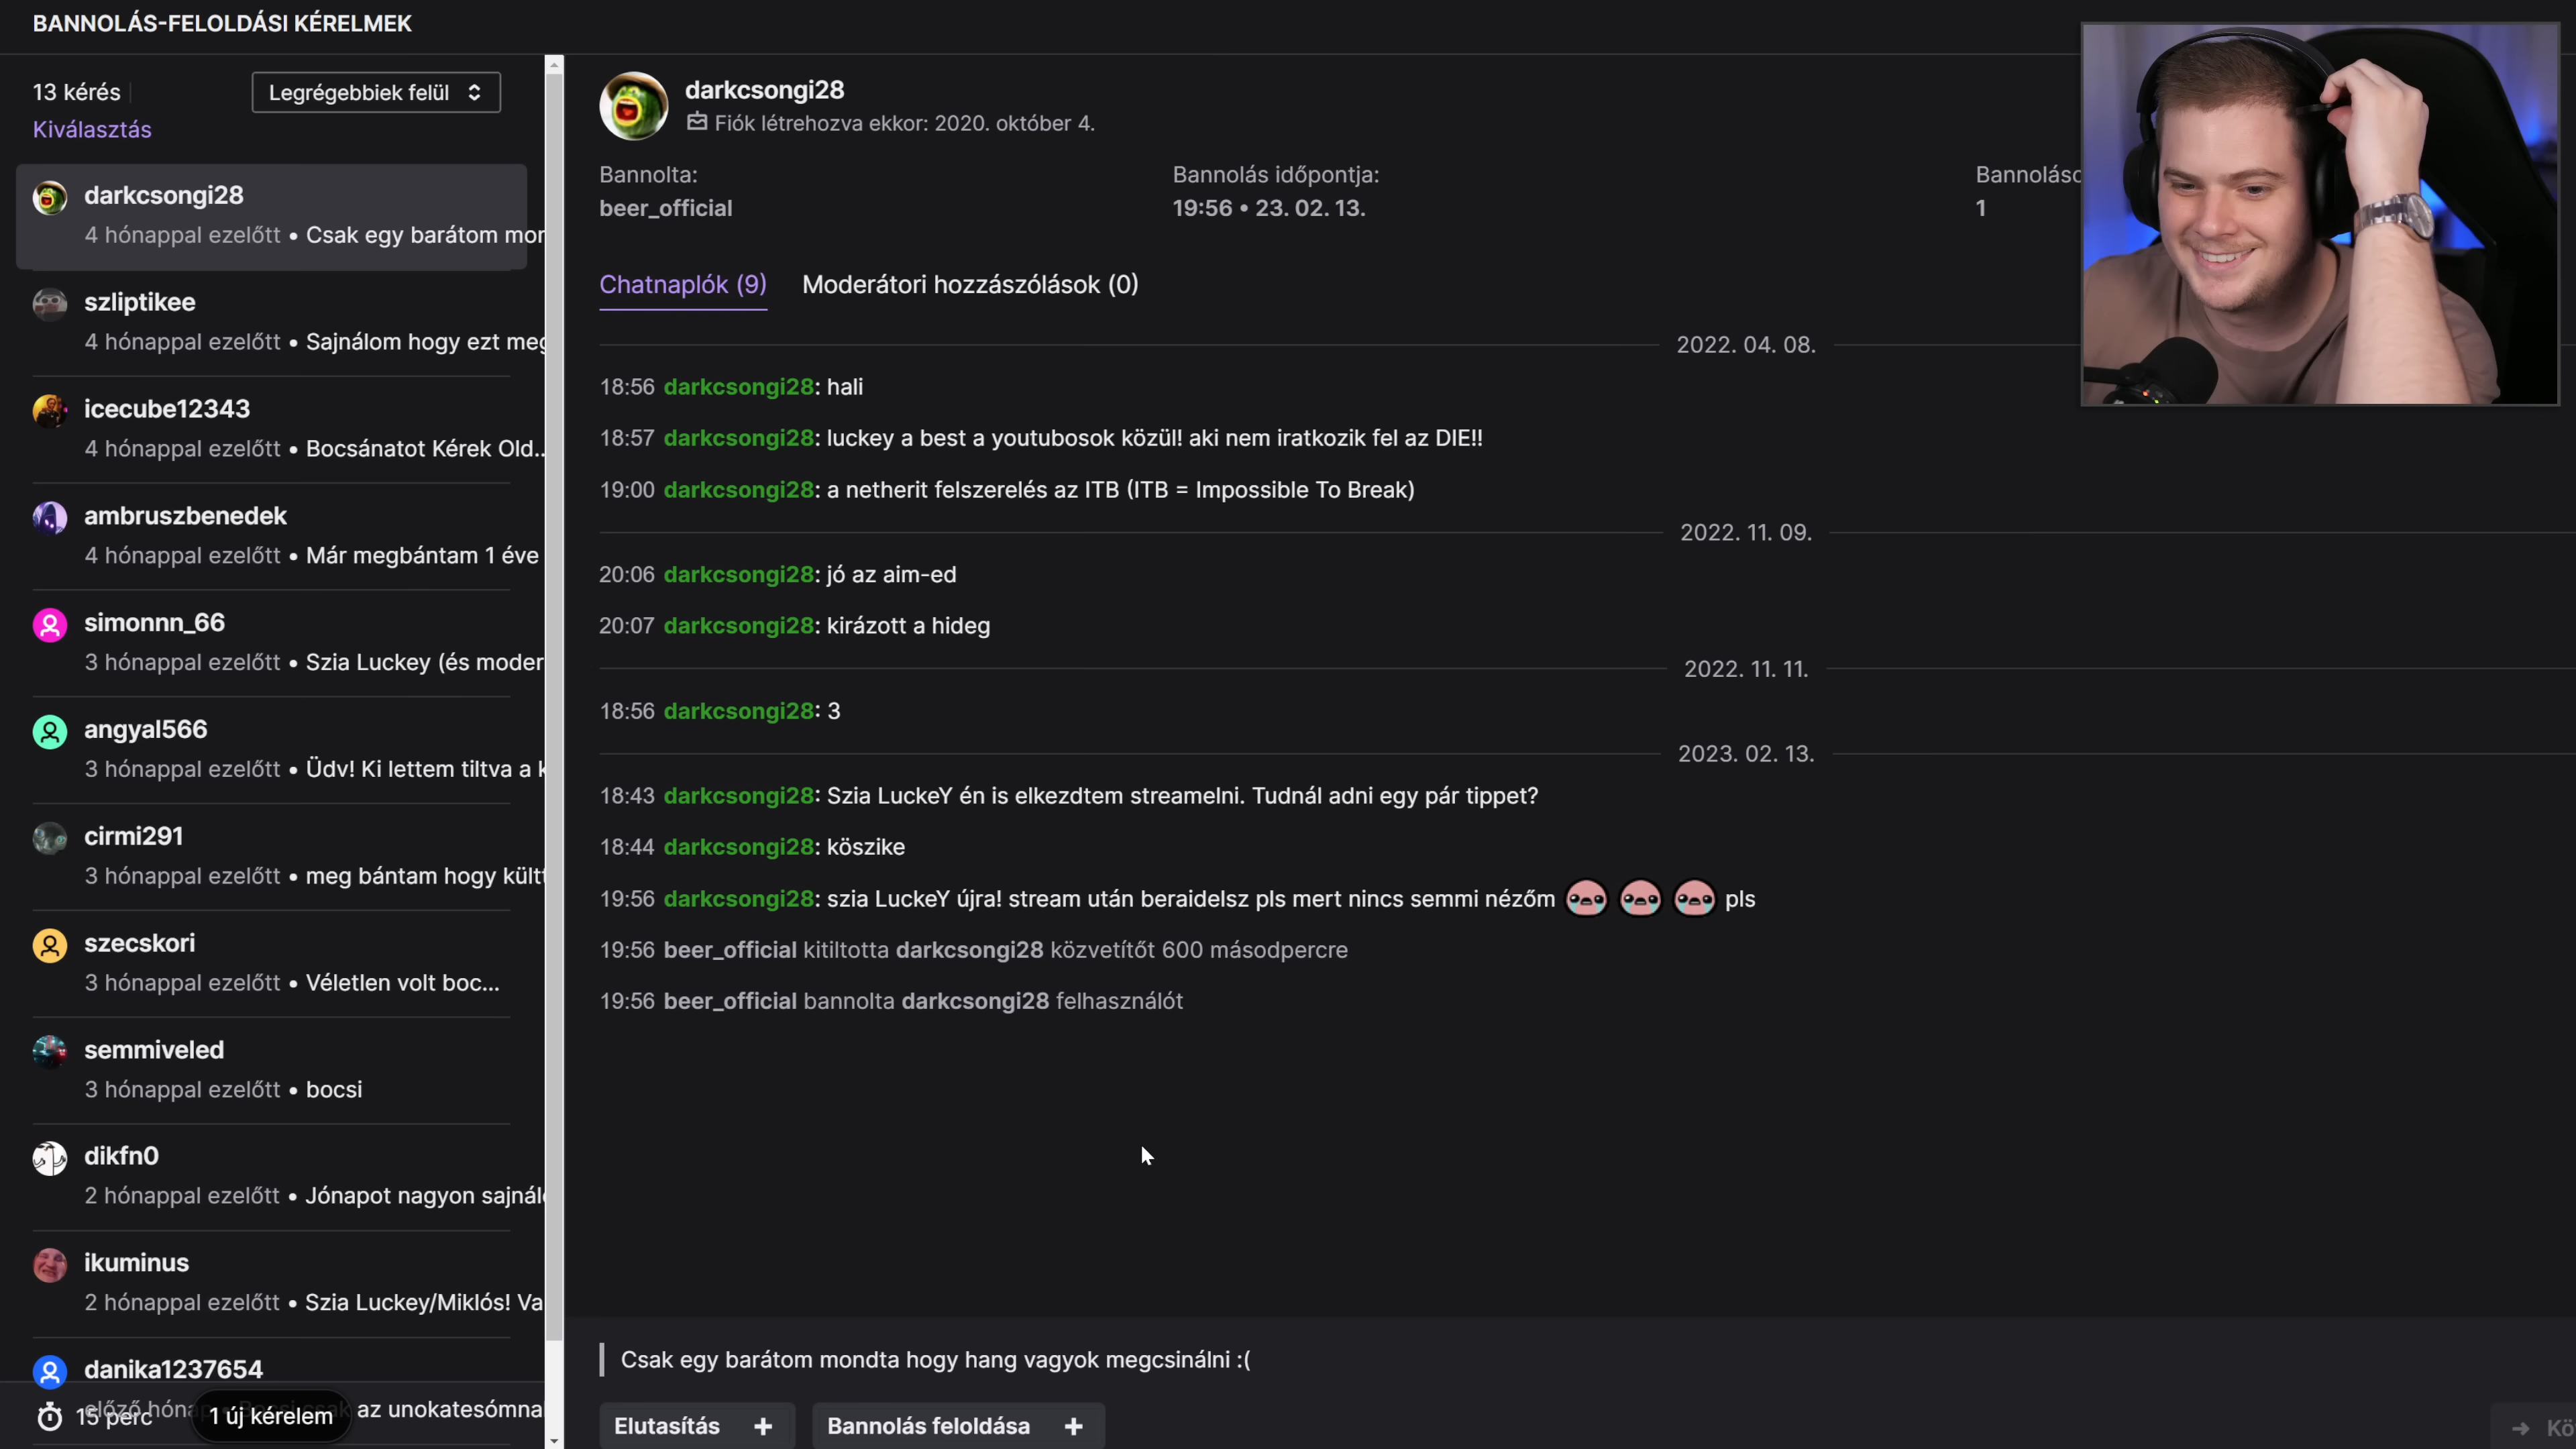 BANNOLÁS-FELOLDÁSI KÉRELMEK
13 kérés
Legrégebbiek felül
Kiválasztás
darkcsongi28
4 hónappal ezelőtt • Csak egy barátom mon
szliptikee
4 hónappal ezelőtt • Sajnálom hogy ezt meg
icecube12343
4 hónappal ezelőtt • Bocsánatot Kérek Old...
ambruszbenedek
4 hónappal ezelőtt • Már megbántam 1 éve
simonnn_66
3 hónappal ezelőtt • Szia Luckey (és moder
angyal566
3 hónappal ezelőtt • Üdv! Ki lettem tiltva a k
cirmi291
3 hónappal ezelőtt • meg bántam hogy kültt
szecskori
3 hónappal ezelőtt • Véletlen volt boc...
semmiveled
3 hónappal ezelőtt • bocsi
dikfn0
2 hónappal ezelőtt • Jónapot nagyon sajnál
ikuminus
2 hónappal ezelőtt • Szia Luckey/Miklós! Va
danika1237654
előző hónap az unokatesómna
15 perc
1 új kérelem
darkcsongi28
Fiók létrehozva ekkor: 2020. október 4.
Bannolta:
beer_official
Bannolás időpontja:
19:56 • 23. 02. 13.
Bannoláso
1
Chatnaplók (9)
Moderátori hozzászólások (0)
2022. 04. 08.
18:56 darkcsongi28: hali
18:57 darkcsongi28: luckey a best a youtubosok közül! aki nem iratkozik fel az DIE!!
19:00 darkcsongi28: a netherit felszerelés az ITB (ITB = Impossible To Break)
2022. 11. 09.
20:06 darkcsongi28: jó az aim-ed
20:07 darkcsongi28: kirázott a hideg
2022. 11. 11.
18:56 darkcsongi28: 3
2023. 02. 13.
18:43 darkcsongi28: Szia LuckeY én is elkezdtem streamelni. Tudnál adni egy pár tippet?
18:44 darkcsongi28: köszike
19:56 darkcsongi28: szia LuckeY újra! stream után beraidelsz pls mert nincs semmi nézőm pls
19:56 beer_official kitiltotta darkcsongi28 közvetítőt 600 másodpercre
19:56 beer_official bannolta darkcsongi28 felhasználót
Csak egy barátom mondta hogy hang vagyok megcsinálni :(
Elutasítás +
Bannolás feloldása +
→ Kö